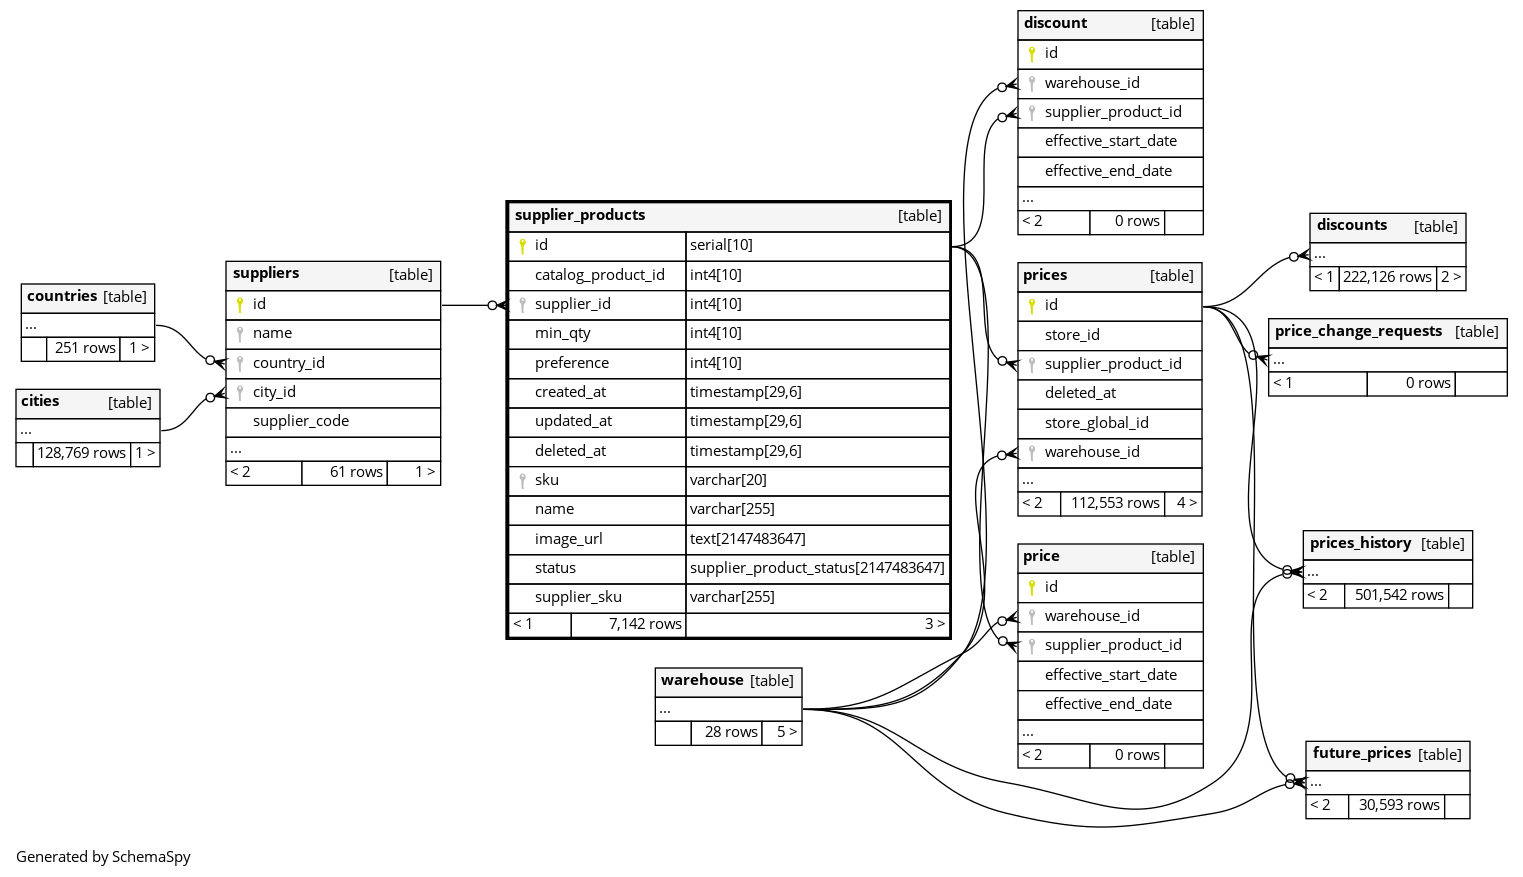 discount [table]
id
warehouse_id
supplier_product_id
effective_start_date
effective_end_date
...
< 2 0 rows
supplier_products [table]
id serial[10]
catalog_product_id int4[10]
supplier_id int4[10]
min_qty int4[10]
preference int4[10]
created_at timestamp[29,6]
updated_at timestamp[29,6]
deleted_at timestamp[29,6]
sku varchar[20]
name varchar[255]
image_url text[2147483647]
status supplier_product_status[2147483647]
supplier_sku varchar[255]
< 1 7,142 rows 3 >
discounts [table]
...
< 1 222,126 rows 2 >
suppliers [table]
id
name
country_id
city_id
supplier_code
...
< 2 61 rows 1 >
prices [table]
id
store_id
supplier_product_id
deleted_at
store_global_id
warehouse_id
...
< 2 112,553 rows 4 >
countries [table]
...
251 rows 1 >
price_change_requests [table]
...
< 1 0 rows
cities [table]
...
128,769 rows 1 >
prices_history [table]
...
< 2 501,542 rows
price [table]
id
warehouse_id
supplier_product_id
effective_start_date
effective_end_date
...
< 2 0 rows
warehouse [table]
...
28 rows 5 >
future_prices [table]
...
< 2 30,593 rows
Generated by SchemaSpy